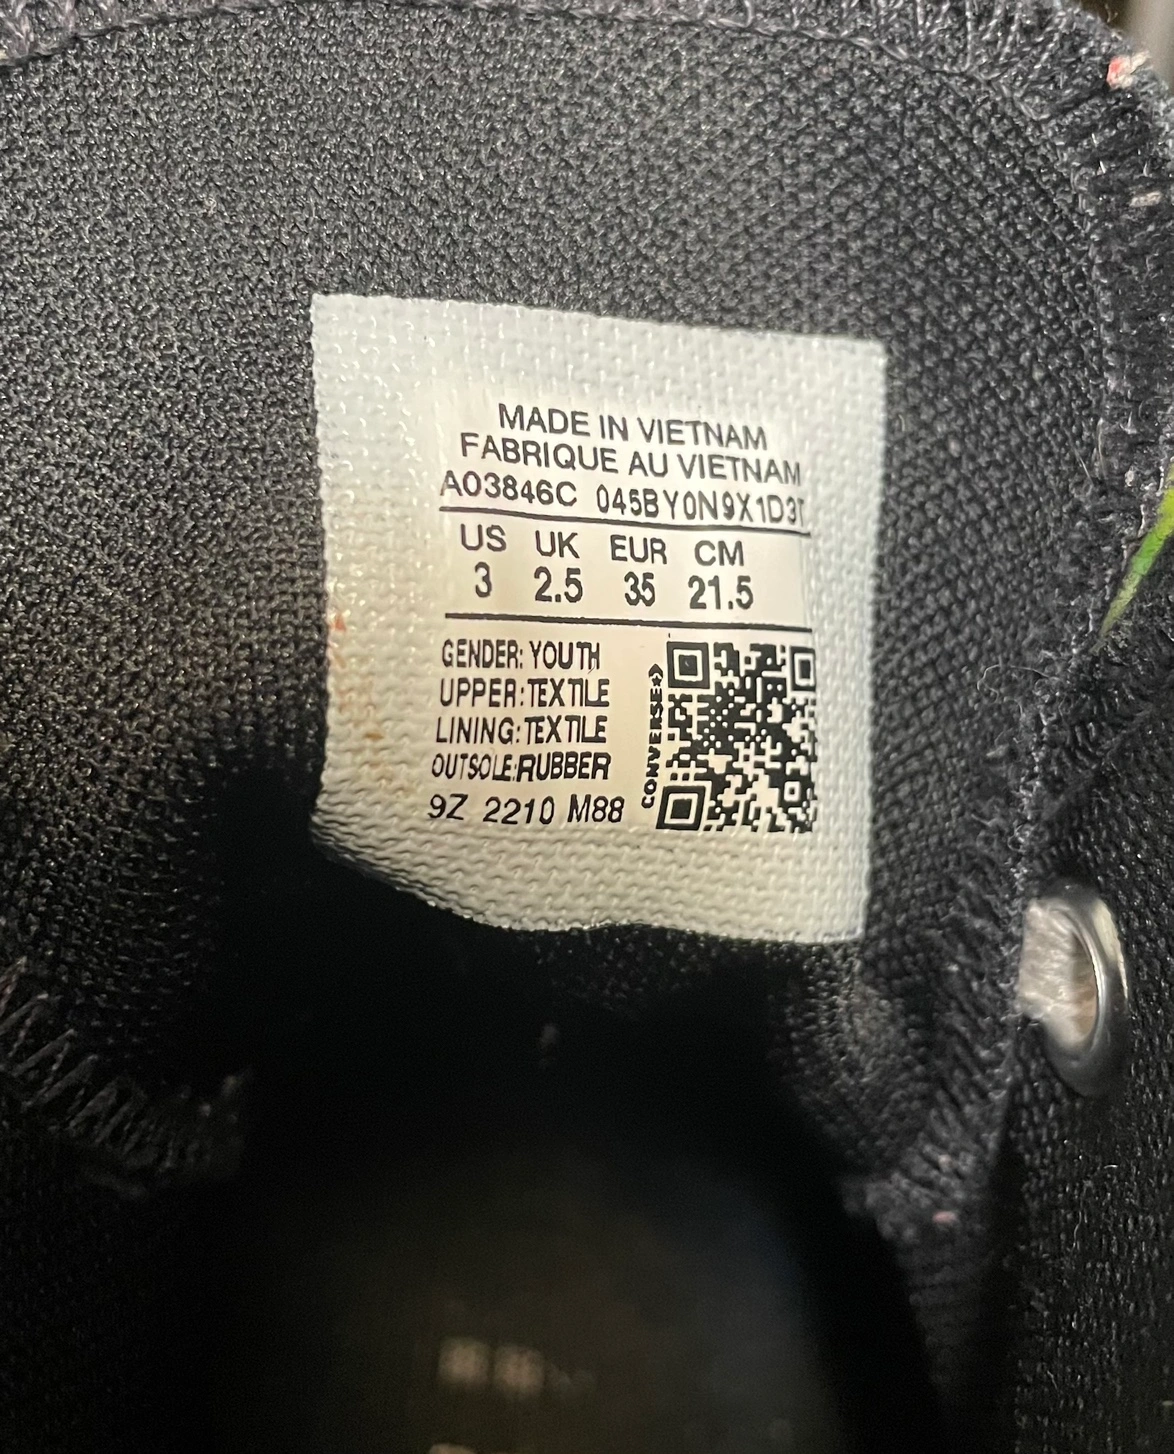 MADE IN VIETNAM
FABRIQUE AU VIETNAM
A03846C 045BY0N9X1D3T
US UK EUR CM
3 2.5 35 21.5
GENDER: YOUTH
UPPER: TEXTILE
LINING: TEXTILE
OUTSOLE: RUBBER
9Z 2210 M88
CONVERSE